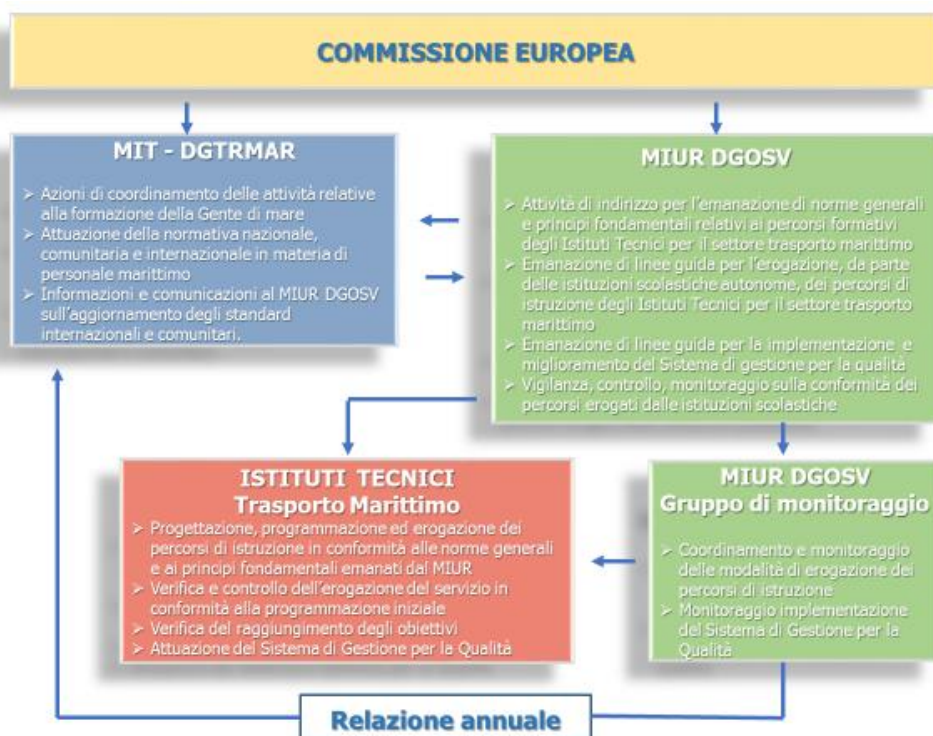 COMMISSIONE EUROPEA
MIT - DGTRMAR
➢ Azioni di coordinamento delle attività relative
alla formazione della Gente di mare
➢ Attuazione della normativa nazionale,
comunitaria e internazionale in materia di
personale marittimo
➢ Informazioni e comunicazioni al MIUR DGOSV
sull'aggiornamento degli standard
internazionali e comunitari.
MIUR DGOSV
➢ Attività di indirizzo per l'emanazione di norme generali
e principi fondamentali relativi ai percorsi formativi
degli Istituti Tecnici per il settore trasporto marittimo
➢ Emanazione di linee guida per l'erogazione, da parte
delle istituzioni scolastiche autonome, dei percorsi di
istruzione degli Istituti Tecnici per il settore trasporto
marittimo
➢ Emanazione di linee guida per la implementazione e
miglioramento del Sistema di gestione per la qualità
➢ Vigilanza, controllo, monitoraggio sulla conformità dei
percorsi erogati dalle istituzioni scolastiche
ISTITUTI TECNICI
Trasporto Marittimo
➢ Progettazione, programmazione ed erogazione dei
percorsi di istruzione in conformità alle norme generali
e ai principi fondamentali emanati dal MIUR
➢ Verifica e controllo dell'erogazione del servizio in
conformità alla programmazione iniziale
➢ Verifica del raggiungimento degli obiettivi
➢ Attuazione del Sistema di Gestione per la Qualità
MIUR DGOSV
Gruppo di monitoraggio
➢ Coordinamento e monitoraggio
delle modalità di erogazione dei
percorsi di istruzione
➢ Monitoraggio implementazione
del Sistema di Gestione per la
Qualità
Relazione annuale